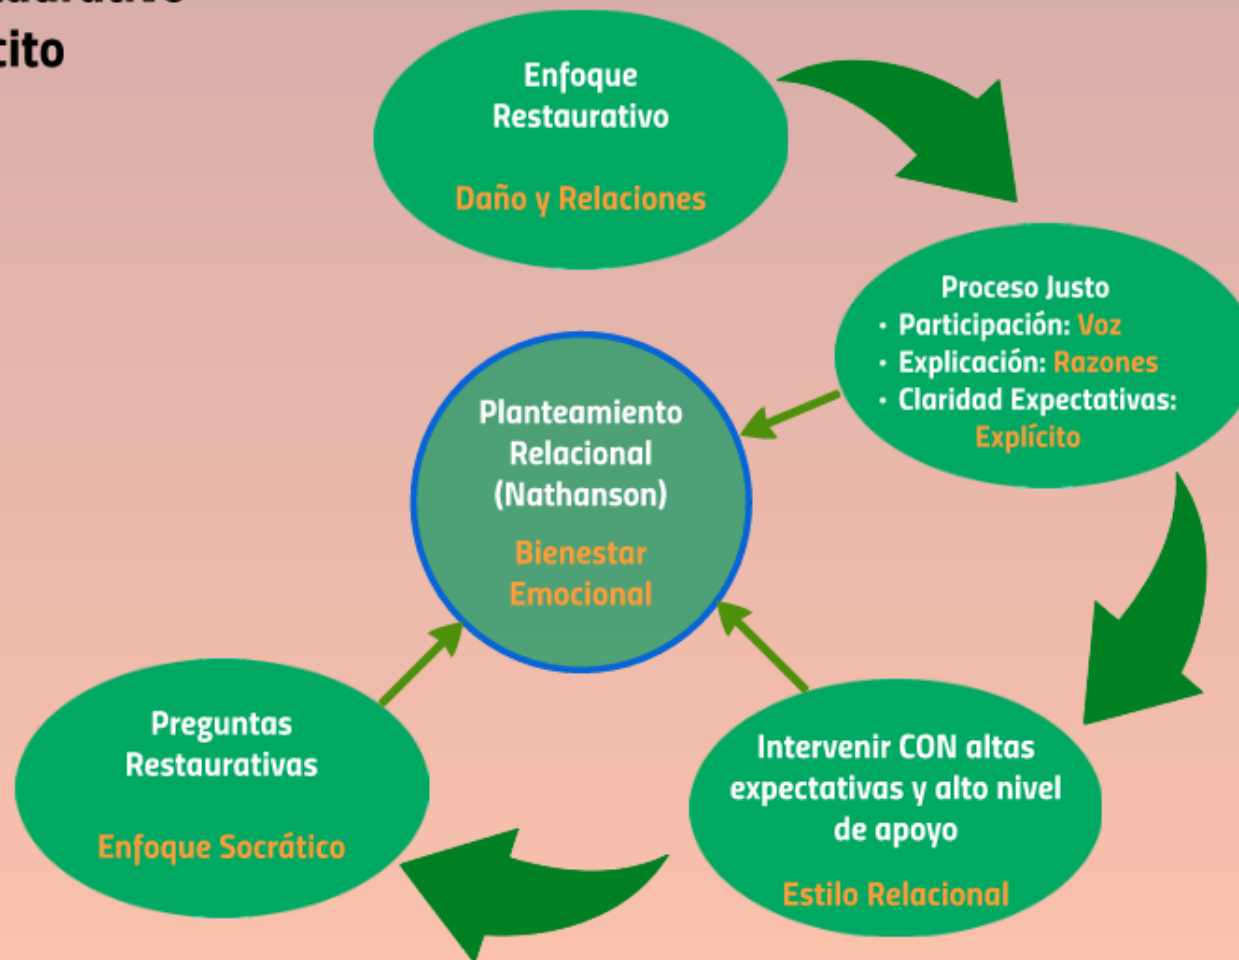 Enfoque
Restaurativo
Daño y Relaciones
Proceso Justo
• Participación: Voz
• Explicación: Razones
• Claridad Expectativas:
Explícito
Planteamiento
Relacional
(Nathanson)
Bienestar
Emocional
Intervenir CON altas
expectativas y alto nivel
de apoyo
Estilo Relacional
Preguntas
Restaurativas
Enfoque Socrático